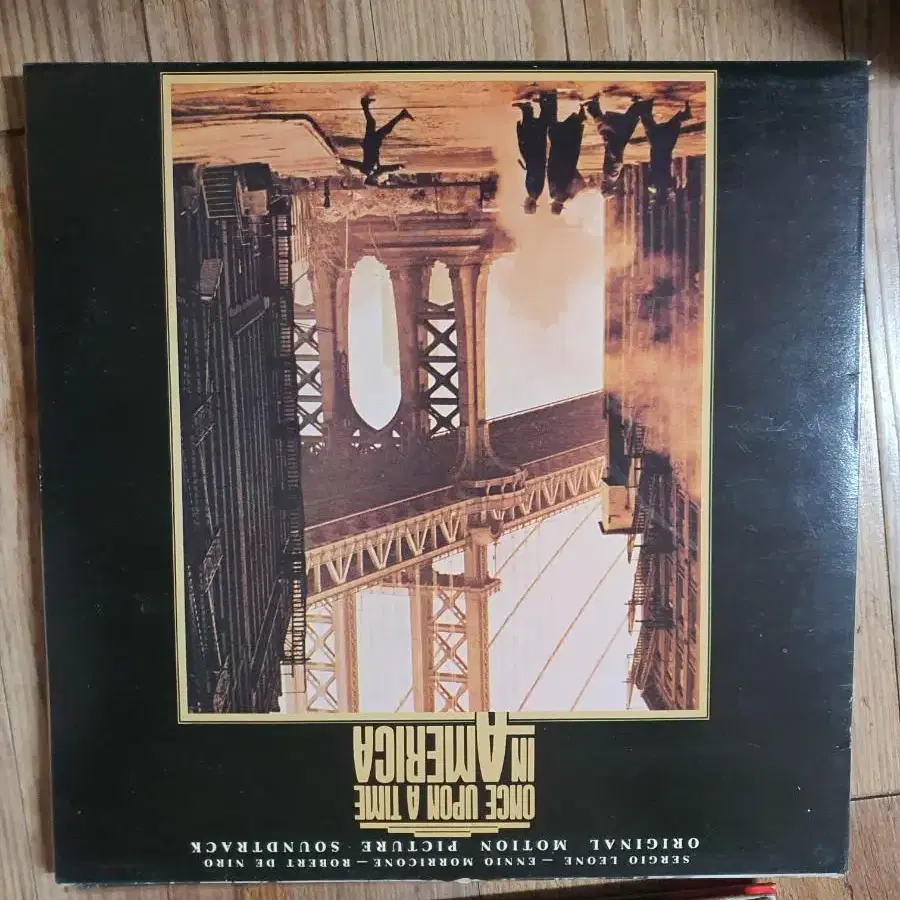 SERGIO LEONE — ENNIO MORRICONE — ROBERT DE NIRO
ORIGINAL MOTION PICTURE SOUNDTRACK
ONCE UPON A TIME
IN AMERICA